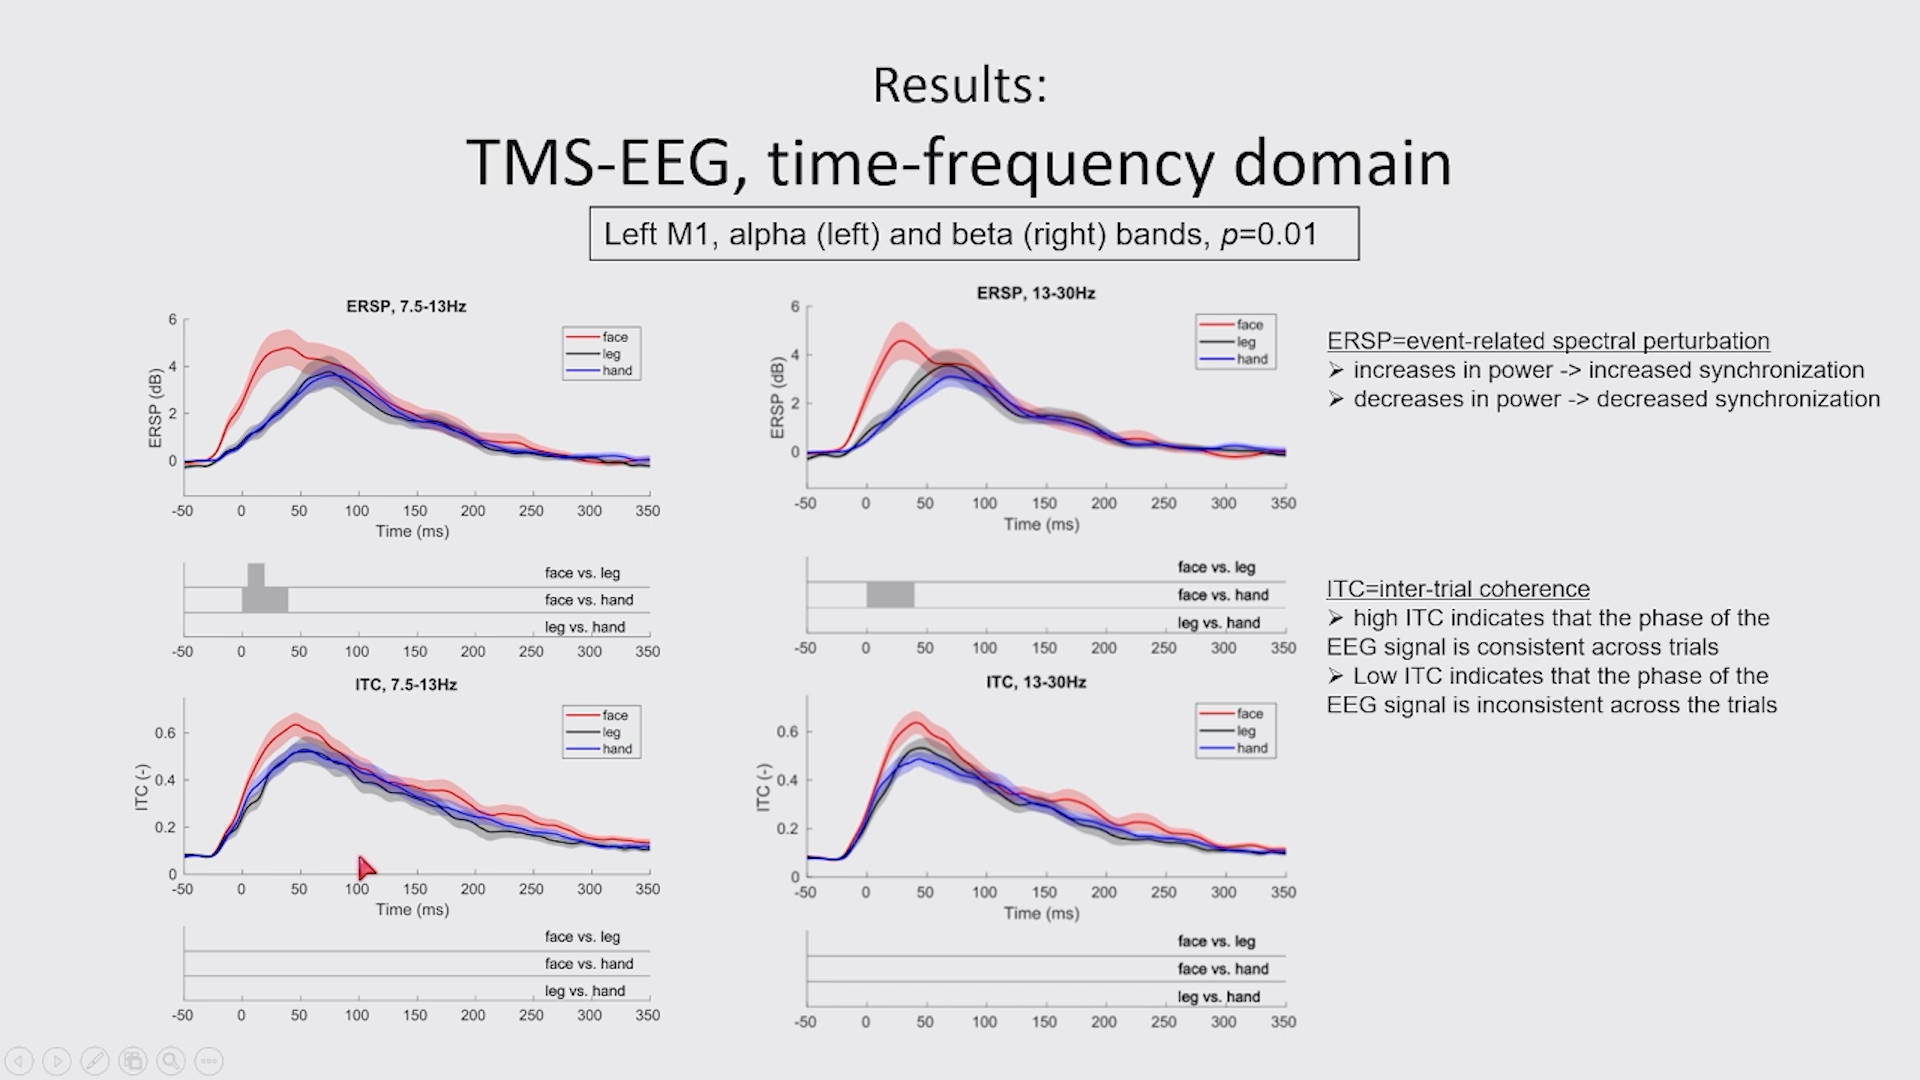 Results:
TMS-EEG, time-frequency domain
Left M1, alpha (left) and beta (right) bands, p=0.01
ERSP, 7.5-13Hz
6
4
2
0
ERSP (dB)
face
leg
hand
-50 0 50 100 150 200 250 300 350
Time (ms)
face vs. leg
face vs. hand
leg vs. hand
-50 0 50 100 150 200 250 300 350
ERSP, 13-30Hz
6
4
2
0
ERSP (dB)
face
leg
hand
-50 0 50 100 150 200 250 300 350
Time (ms)
face vs. leg
face vs. hand
leg vs. hand
-50 0 50 100 150 200 250 300 350
ERSP=event-related spectral perturbation
➢ increases in power -> increased synchronization
➢ decreases in power -> decreased synchronization
ITC, 7.5-13Hz
0.6
0.4
0.2
0
ITC (-)
face
leg
hand
-50 0 50 100 150 200 250 300 350
Time (ms)
face vs. leg
face vs. hand
leg vs. hand
-50 0 50 100 150 200 250 300 350
ITC, 13-30Hz
0.6
0.4
0.2
0
ITC (-)
face
leg
hand
-50 0 50 100 150 200 250 300 350
Time (ms)
face vs. leg
face vs. hand
leg vs. hand
-50 0 50 100 150 200 250 300 350
ITC=inter-trial coherence
➢ high ITC indicates that the phase of the
EEG signal is consistent across trials
➢ Low ITC indicates that the phase of the
EEG signal is inconsistent across the trials